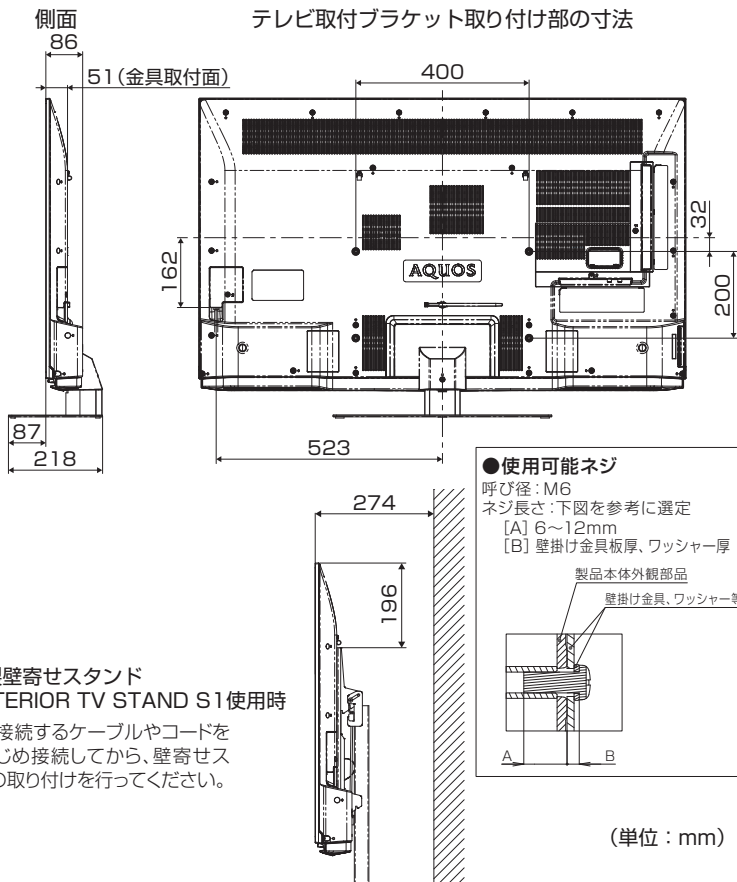 側面
テレビ取付ブラケット取り付け部の寸法
86
51(金具取付面)
400
32
162
200
AQUOS
87
218
523
●使用可能ネジ
呼び径:M6
ネジ長さ:下図を参考に選定
[A] 6〜12mm
[B] 壁掛け金具板厚、ワッシャー厚
製品本体外観部品
壁掛け金具、ワッシャー等
A
B
274
196
壁寄せスタンド
TERIOR TV STAND S1使用時
接続するケーブルやコードを
じめ接続してから、壁寄せス
の取り付けを行ってください。
(単位:mm)